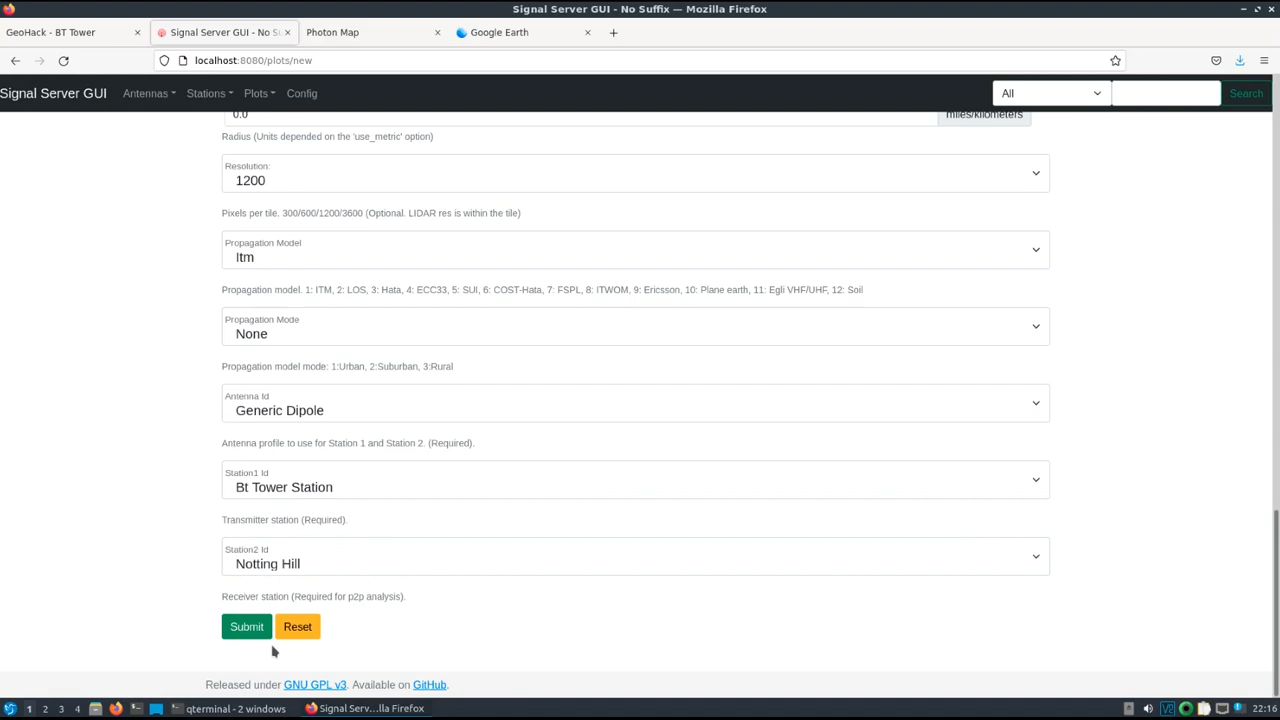 Signal Server GUI - No Suffix — Mozilla Firefox
GeoHack - BT Tower
Signal Server GUI - No Su
Photon Map
Google Earth
localhost:8080/plots/new
Signal Server GUI
Antennas
Stations
Plots
Config
All
Search
0.0
miles/kilometers
Radius (Units depended on the 'use_metric' option)
Resolution:
1200
Pixels per tile. 300/600/1200/3600 (Optional. LIDAR res is within the tile)
Propagation Model
Itm
Propagation model. 1: ITM, 2: LOS, 3: Hata, 4: ECC33, 5: SUI, 6: COST-Hata, 7: FSPL, 8: ITWOM, 9: Ericsson, 10: Plane earth, 11: Egli VHF/UHF, 12: Soil
Propagation Mode
None
Propagation model mode: 1:Urban, 2:Suburban, 3:Rural
Antenna Id
Generic Dipole
Antenna profile to use for Station 1 and Station 2. (Required).
Station1 Id
Bt Tower Station
Transmitter station (Required).
Station2 Id
Notting Hill
Receiver station (Required for p2p analysis).
Submit
Reset
Released under GNU GPL v3. Available on GitHub.
1
2
3
4
qterminal - 2 windows
Signal Serv...lla Firefox
22:16